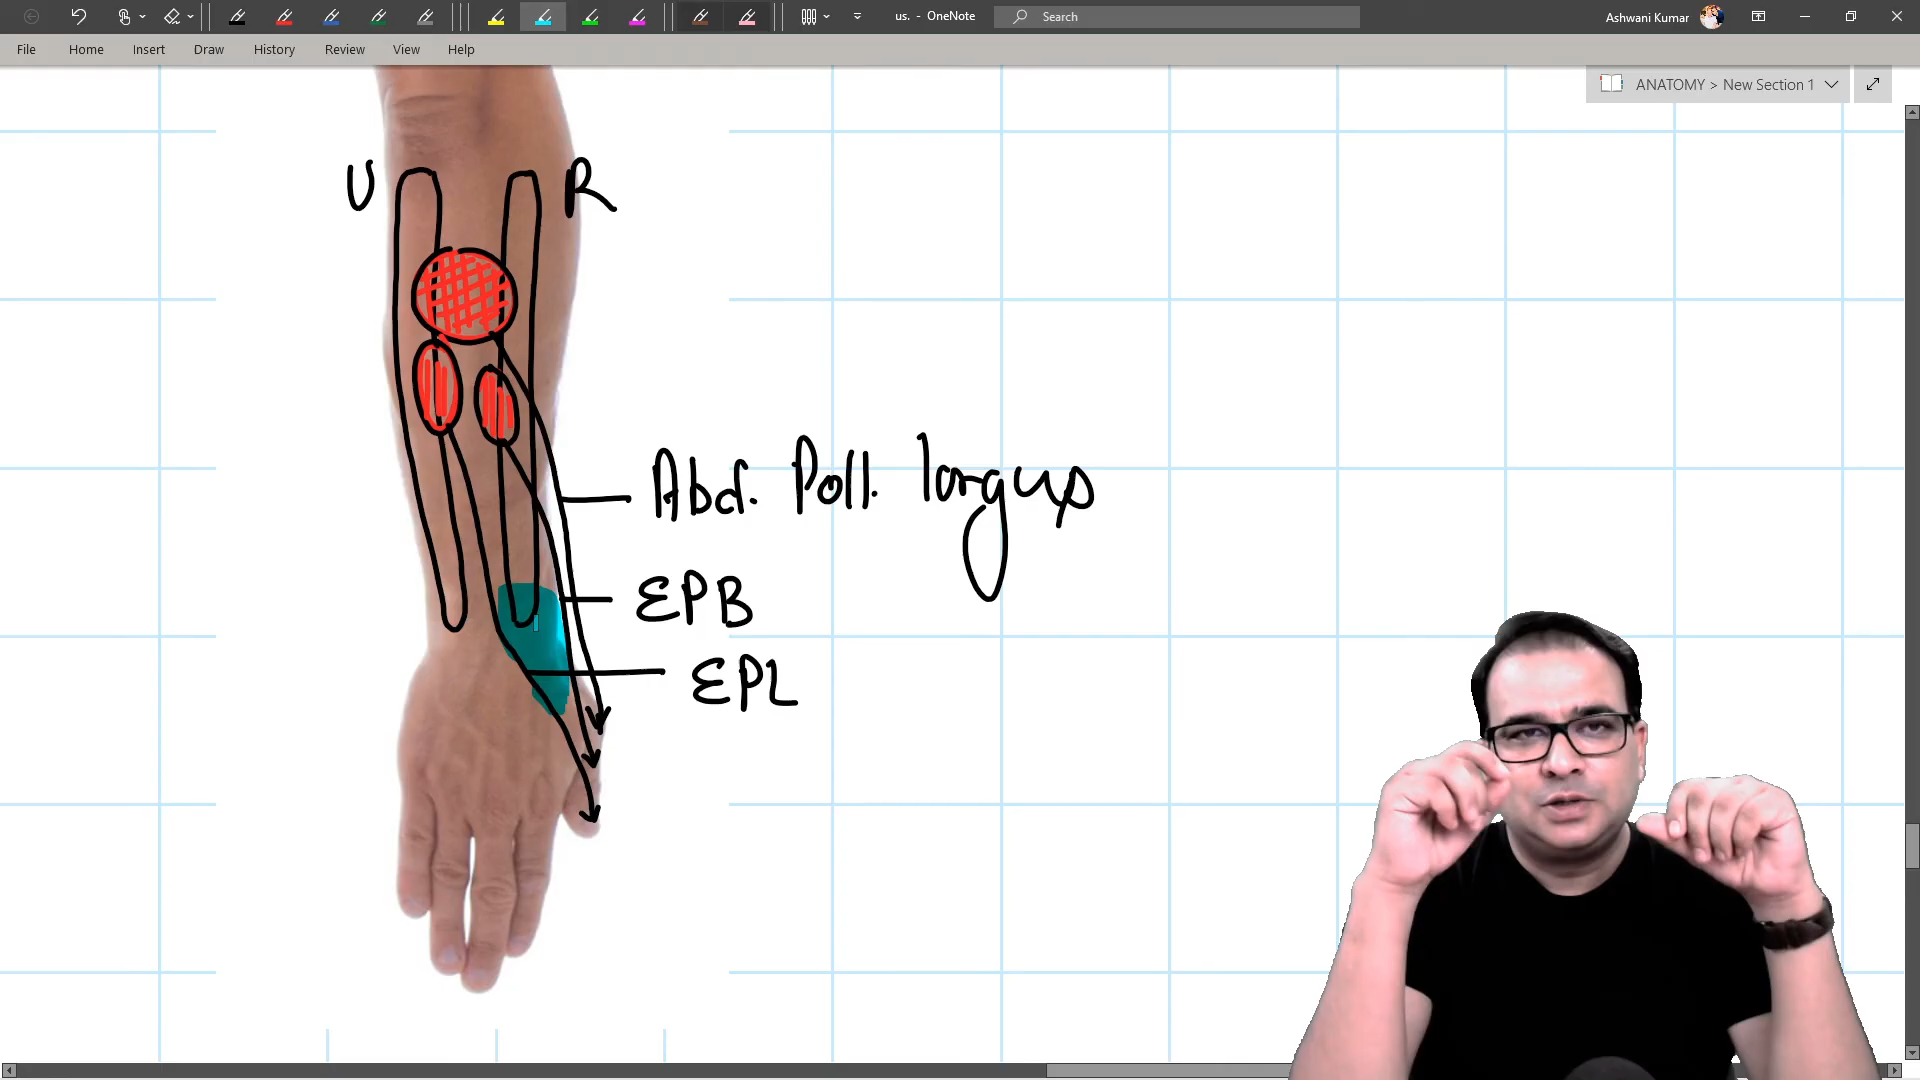 us. - OneNote
Search
Ashwani Kumar
File Home Insert Draw History Review View Help
ANATOMY > New Section 1
U R
Abd. Poll. longus
EPB
EPL